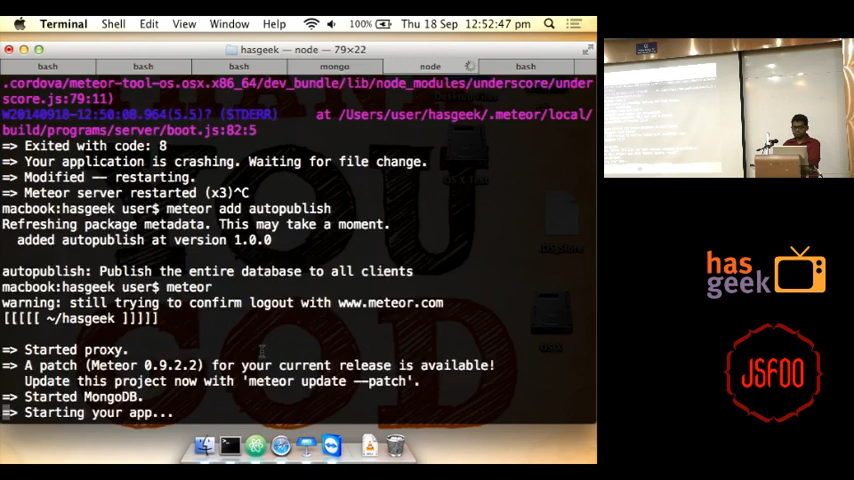 Terminal Shell Edit View Window Help 100% Thu 18 Sep 12:52:47 PM
hasgeek — node — 79×22
bash bash mongo node bash
.cordova/meteor-tool-os.osx.x86_64/dev_bundle/lib/node_modules/underscore/under
score.js:79:11)
W20140918-12:50:00.964(5.5)? (STDERR)     at /Users/user/hasgeek/.meteor/local/
build/programs/server/boot.js:82:5
=> Exited with code: 8
=> Your application is crashing. Waiting for file change.
=> Modified -- restarting.
=> Meteor server restarted (x3)^C
macbook:hasgeek user$ meteor add autopublish
Refreshing package metadata. This may take a moment.
added autopublish at version 1.0.0
autopublish: Publish the entire database to all clients
macbook:hasgeek user$ meteor
warning: still trying to confirm logout with www.meteor.com
[[[[[ ~/hasgeek ]]]]]
=> Started proxy.
=> A patch (Meteor 0.9.2.2) for your current release is available!
Update this project now with 'meteor update --patch'.
=> Started MongoDB.
=> Starting your app...
has
geek
JSFOO
YOU
GOD
OS X